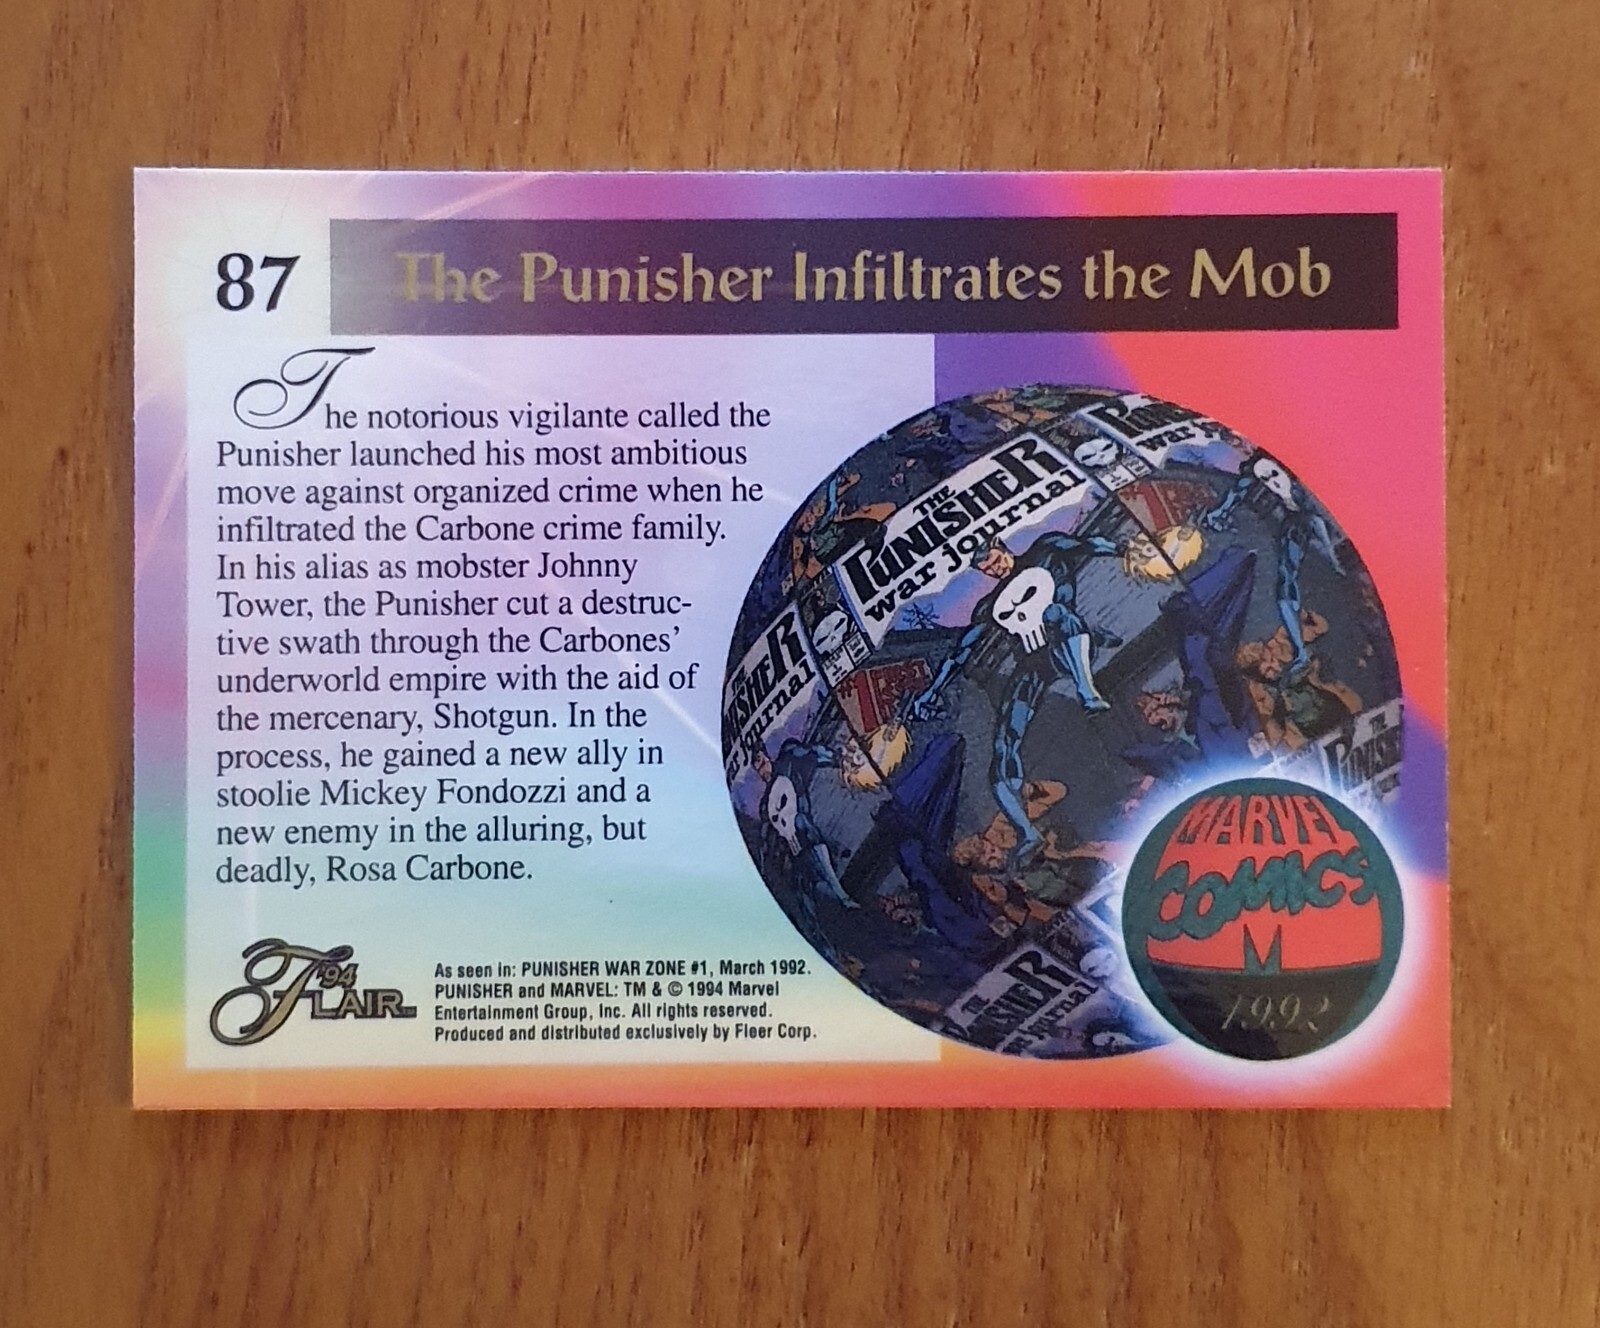 87
The Punisher Infiltrates the Mob
The notorious vigilante called the
Punisher launched his most ambitious
move against organized crime when he
infiltrated the Carbone crime family.
In his alias as mobster Johnny
Tower, the Punisher cut a destruc-
tive swath through the Carbones’
underworld empire with the aid of
the mercenary, Shotgun. In the
process, he gained a new ally in
stoolie Mickey Fondozzi and a
new enemy in the alluring, but
deadly, Rosa Carbone.
THE
PUNISHER
war journal
#1 FIRST
MARVEL
COMICS
M
1992
'94
FLAIR
As seen in: PUNISHER WAR ZONE #1, March 1992.
PUNISHER and MARVEL: TM & © 1994 Marvel
Entertainment Group, Inc. All rights reserved.
Produced and distributed exclusively by Fleer Corp.